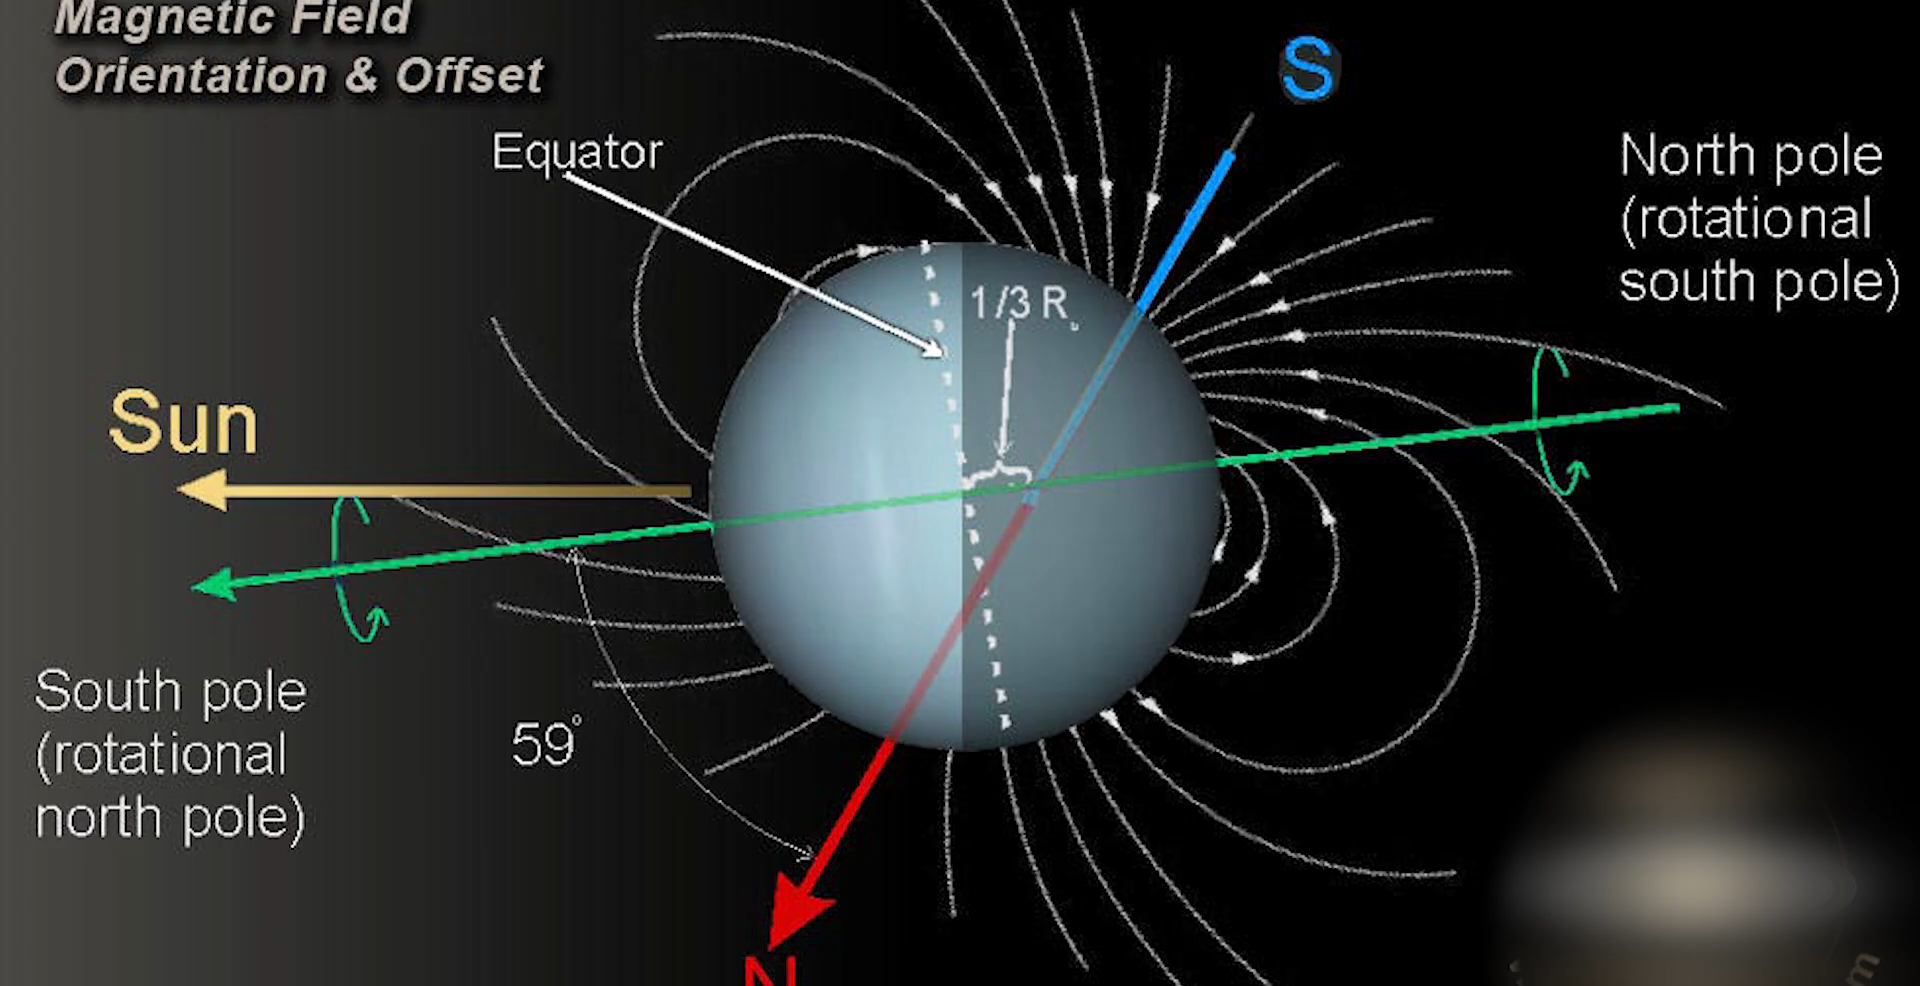 Magnetic Field
Orientation & Offset
S
Equator
North pole
(rotational
south pole)
1/3 R
Sun
South pole
(rotational
north pole)
59°
N